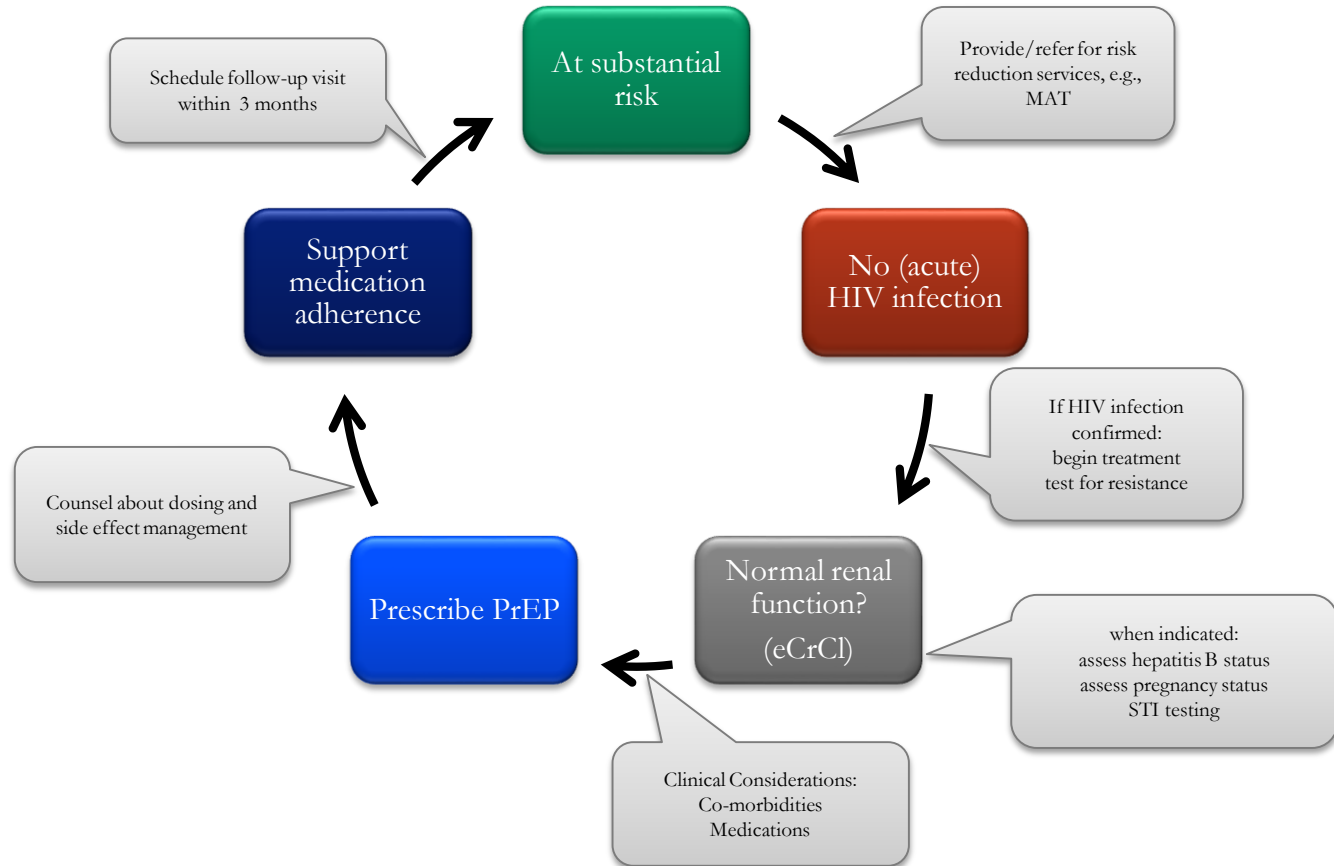 At substantial
risk
Provide/refer for risk
reduction services, e.g.,
MAT
No (acute)
HIV infection
If HIV infection
confirmed:
begin treatment
test for resistance
Normal renal
function?
(eCrCl)
when indicated:
assess hepatitis B status
assess pregnancy status
STI testing
Clinical Considerations:
Co-morbidities
Medications
Prescribe PrEP
Counsel about dosing and
side effect management
Support
medication
adherence
Schedule follow-up visit
within 3 months